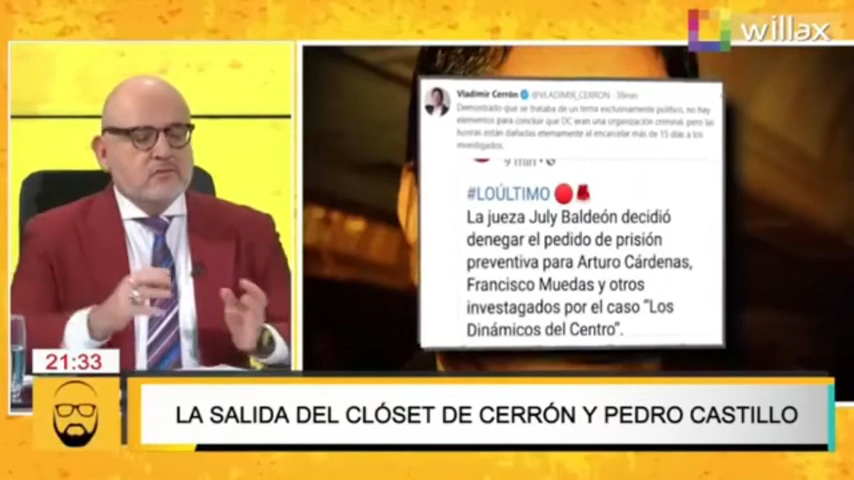 willax
Vladimir Cerrón @VLADIMIR_CERRON · 39min
Demostrado que se trataba de un tema exclusivamente político, no hay
elementos para concluir que DC eran una organización criminal, pero las
honras están dañadas eternamente al encarcelar más de 15 días a los
investigados.
9 min
#LOÚLTIMO
La jueza July Baldeón decidió
denegar el pedido de prisión
preventiva para Arturo Cárdenas,
Francisco Muedas y otros
investagados por el caso "Los
Dinámicos del Centro".
21:33
LA SALIDA DEL CLÓSET DE CERRÓN Y PEDRO CASTILLO